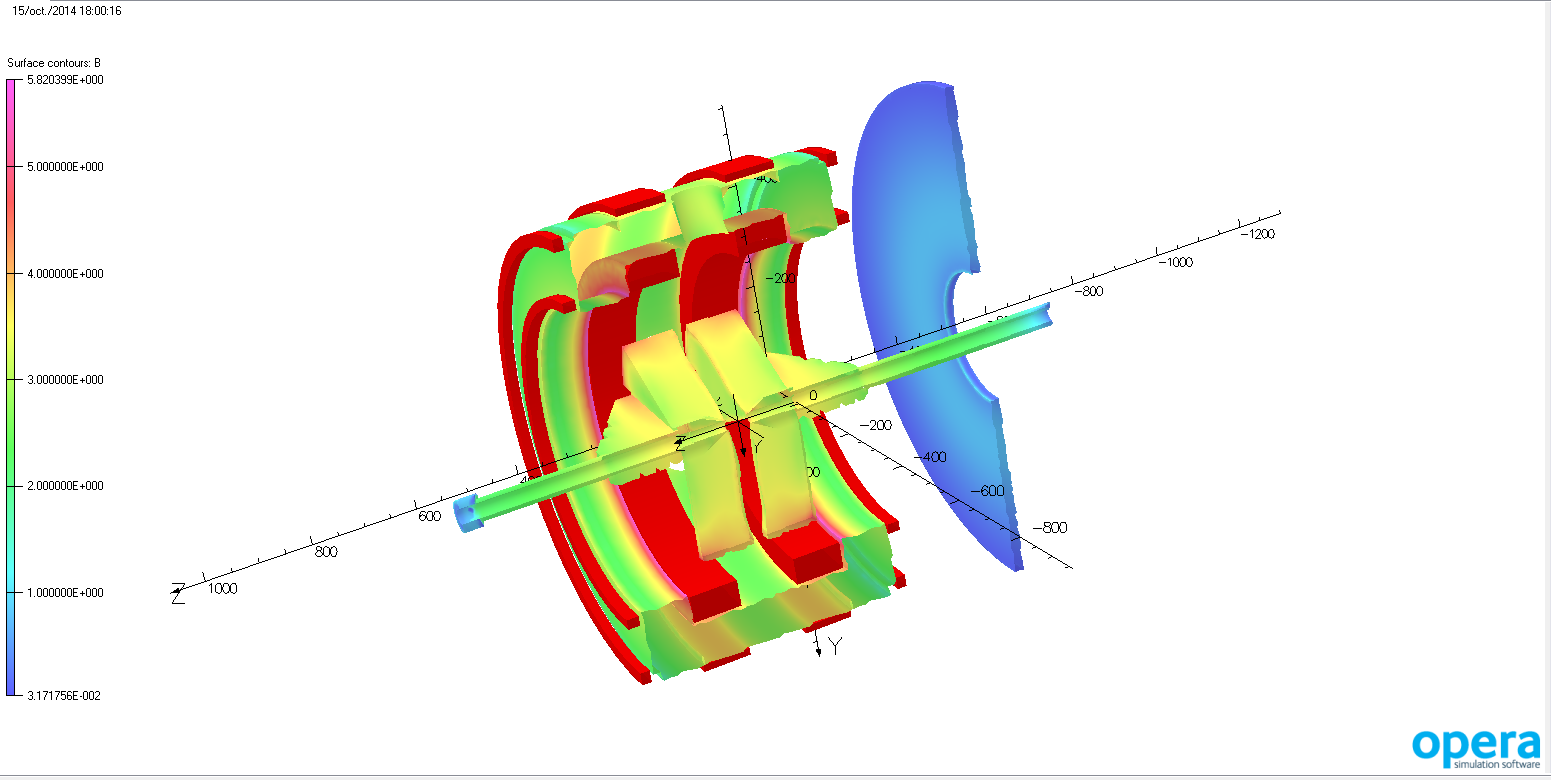 15/oct./2014 18:00:16
Surface contours: B
5.820399E+000
5.000000E+000
4.000000E+000
3.000000E+000
2.000000E+000
1.000000E+000
3.171756E-002
-200
-1200
-1000
-800
0
-200
-400
-600
-800
Z
Y
600
800
1000
Z
Y
opera
simulation software